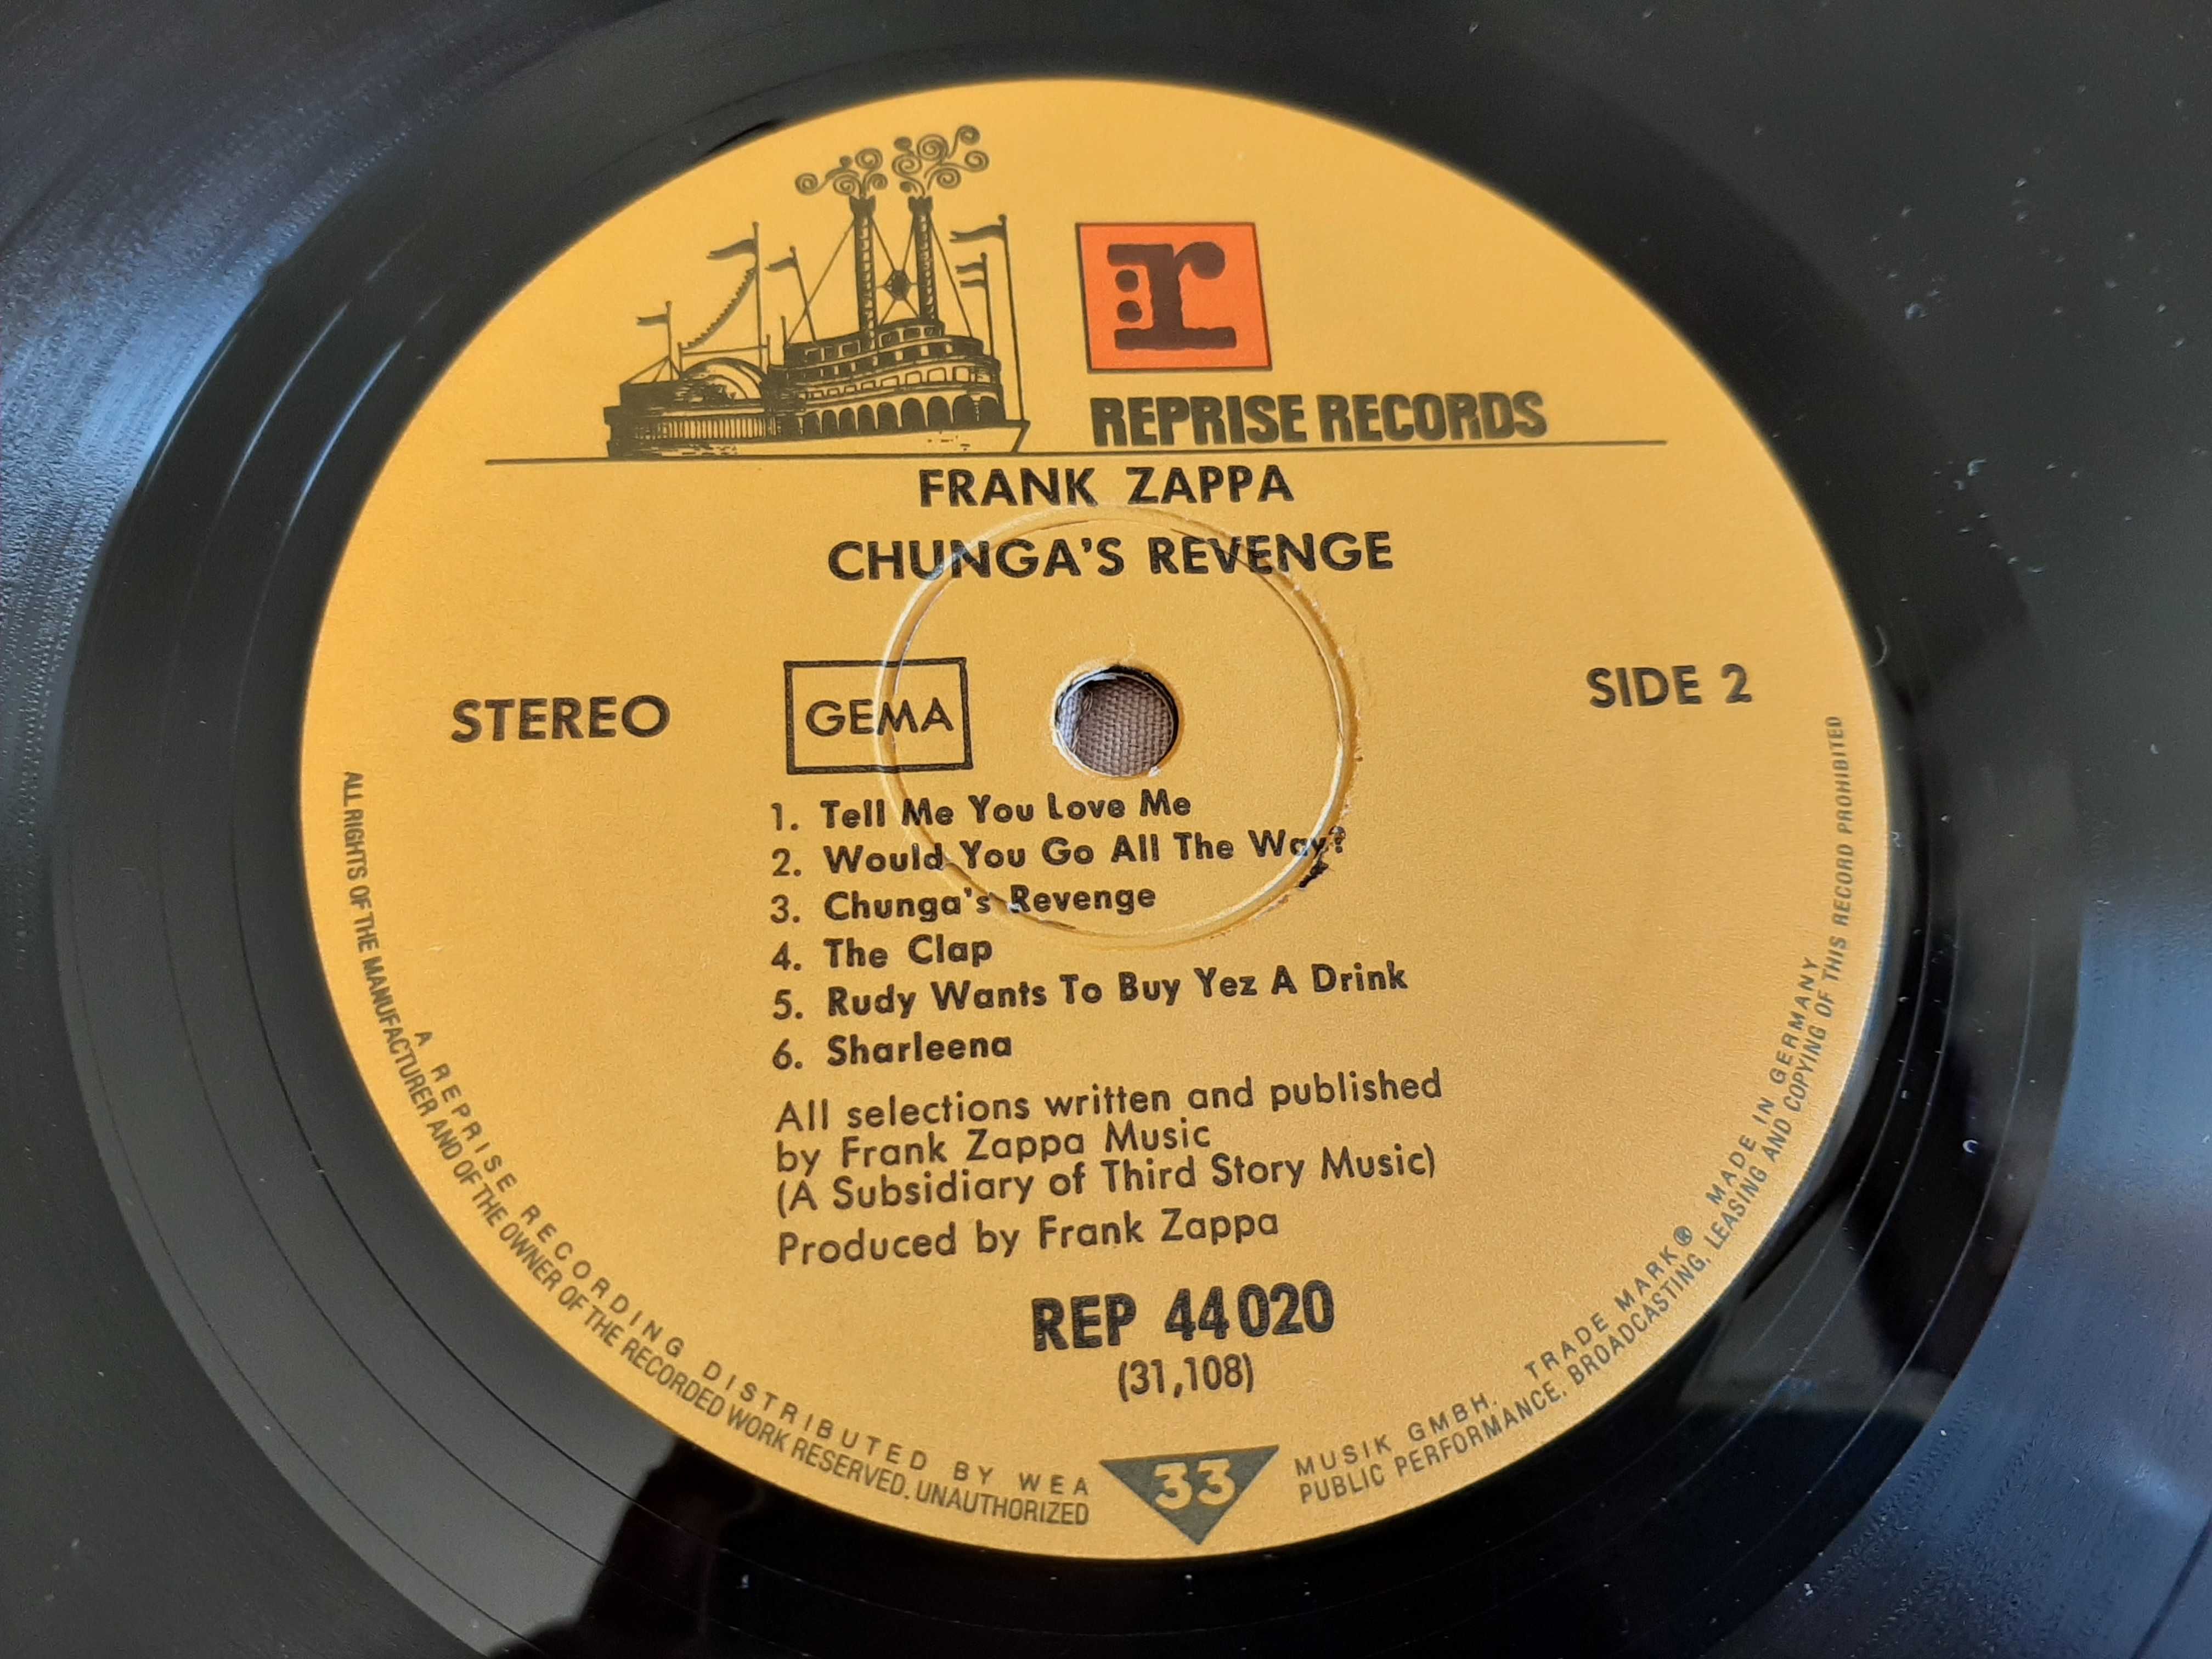 r
REPRISE RECORDS
FRANK ZAPPA
CHUNGA'S REVENGE
STEREO
GEMA
SIDE 2
1. Tell Me You Love Me
2. Would You Go All The Way?
3. Chunga's Revenge
4. The Clap
5. Rudy Wants To Buy Yez A Drink
6. Sharleena
All selections written and published
by Frank Zappa Music
(A Subsidiary of Third Story Music)
Produced by Frank Zappa
REP 44 020
(31,108)
33
A REPRISE RECORDING DISTRIBUTED BY WEA MUSIK GMBH. TRADE MARK ® MADE IN GERMANY
ALL RIGHTS OF THE MANUFACTURER AND OF THE OWNER OF THE RECORDED WORK RESERVED. UNAUTHORIZED PUBLIC PERFORMANCE, BROADCASTING, LEASING AND COPYING OF THIS RECORD PROHIBITED